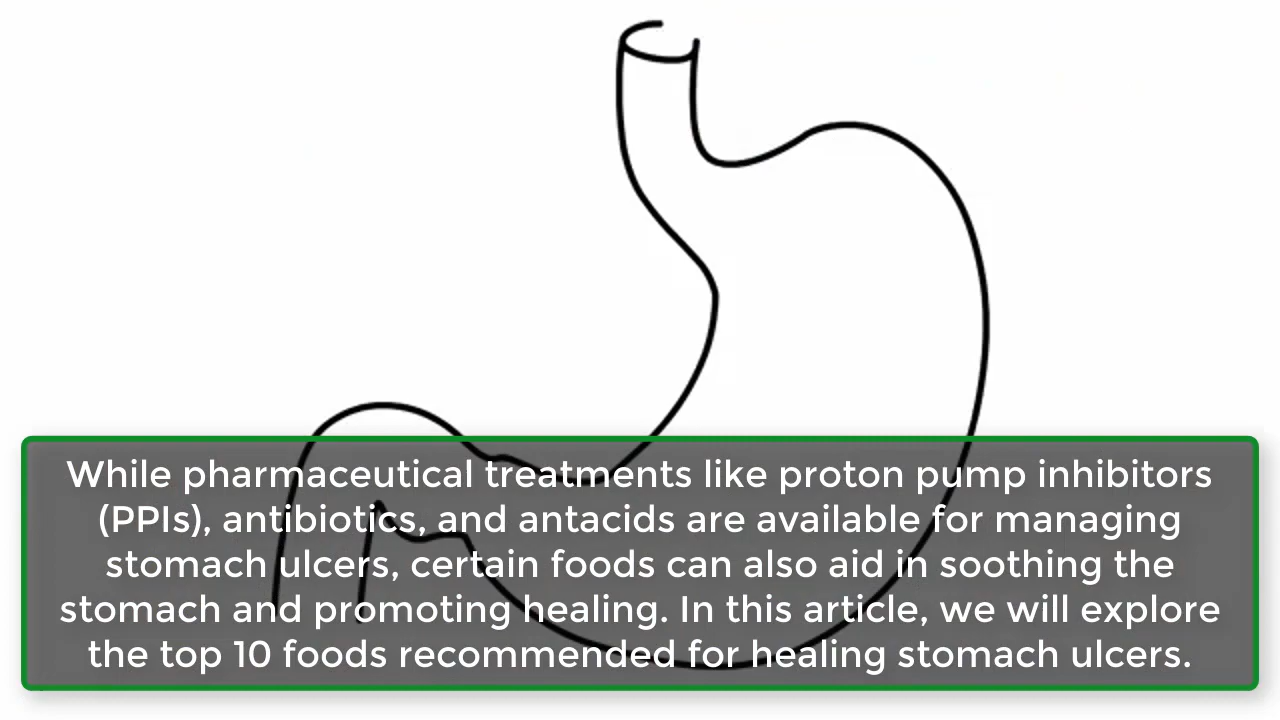 While pharmaceutical treatments like proton pump inhibitors
(PPIs), antibiotics, and antacids are available for managing
stomach ulcers, certain foods can also aid in soothing the
stomach and promoting healing. In this article, we will explore
the top 10 foods recommended for healing stomach ulcers.